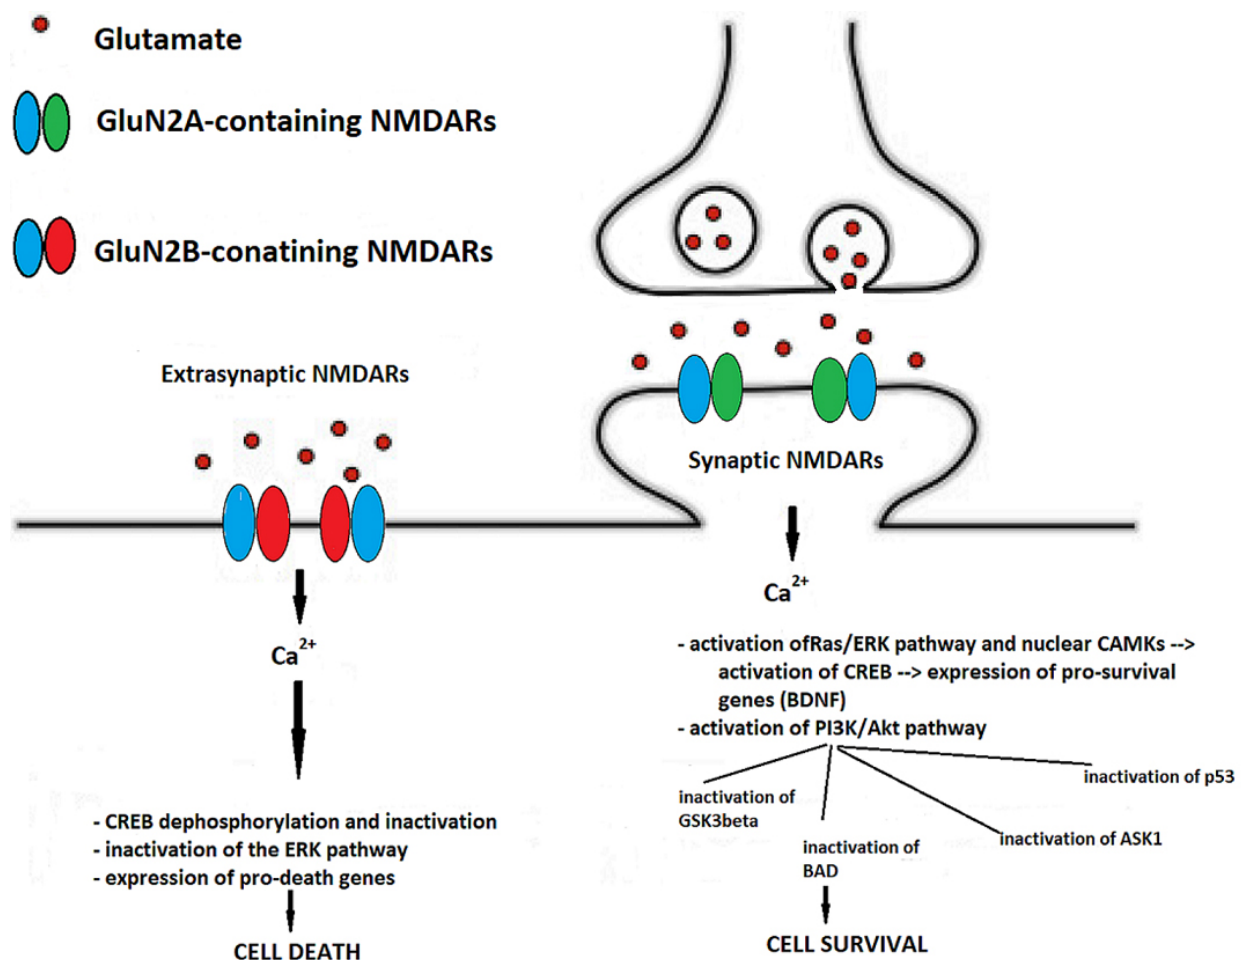 Glutamate
GluN2A-containing NMDARs
GluN2B-conatining NMDARs
Extrasynaptic NMDARs
Ca2+
- CREB dephosphorylation and inactivation
- inactivation of the ERK pathway
- expression of pro-death genes
CELL DEATH
Synaptic NMDARs
Ca2+
- activation ofRas/ERK pathway and nuclear CAMKs -->
activation of CREB --> expression of pro-survival
genes (BDNF)
- activation of PI3K/Akt pathway
inactivation of
GSK3beta
inactivation of
BAD
inactivation of ASK1
inactivation of p53
CELL SURVIVAL